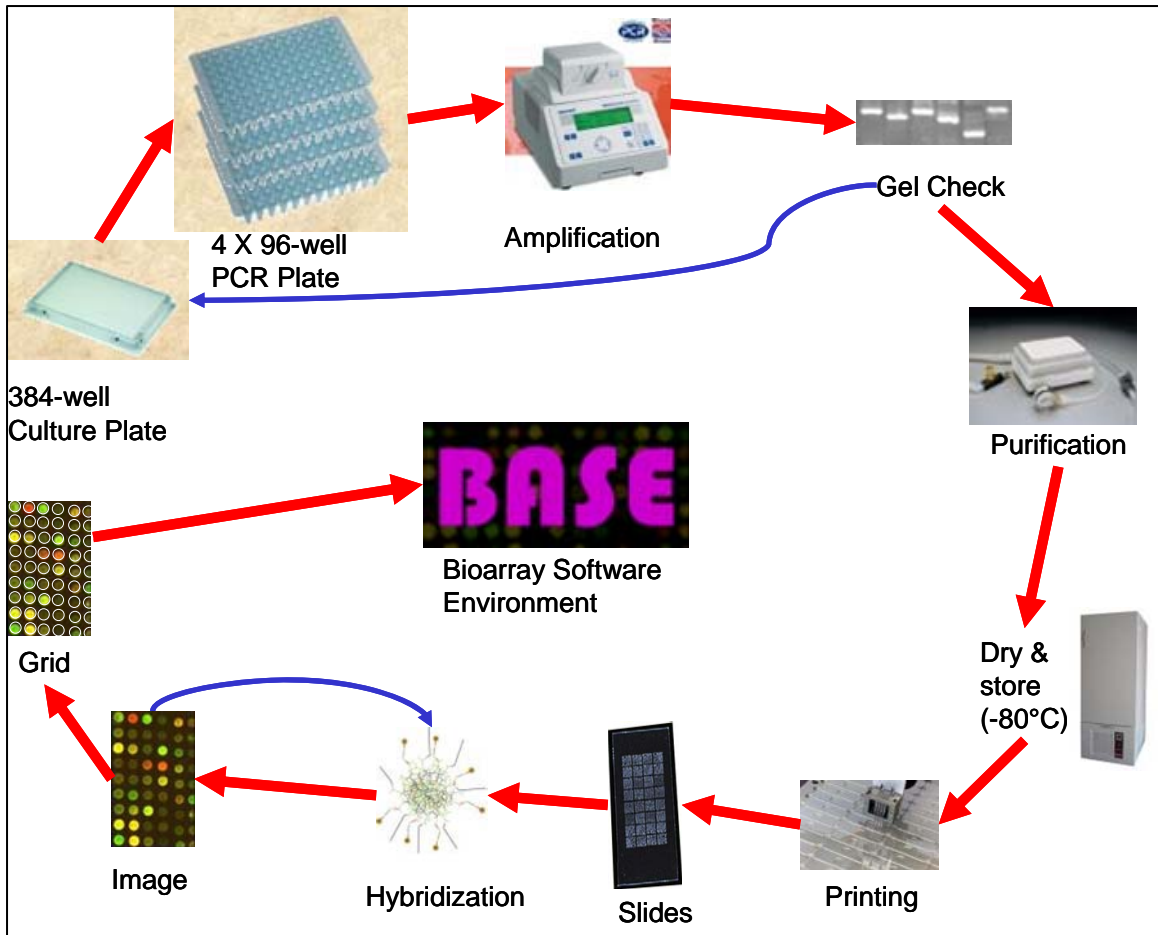 4 X 96-well
PCR Plate
Amplification
Gel Check
384-well
Culture Plate
Purification
BASE
Bioarray Software
Environment
Grid
Dry &
store
(-80°C)
Image
Hybridization
Slides
Printing